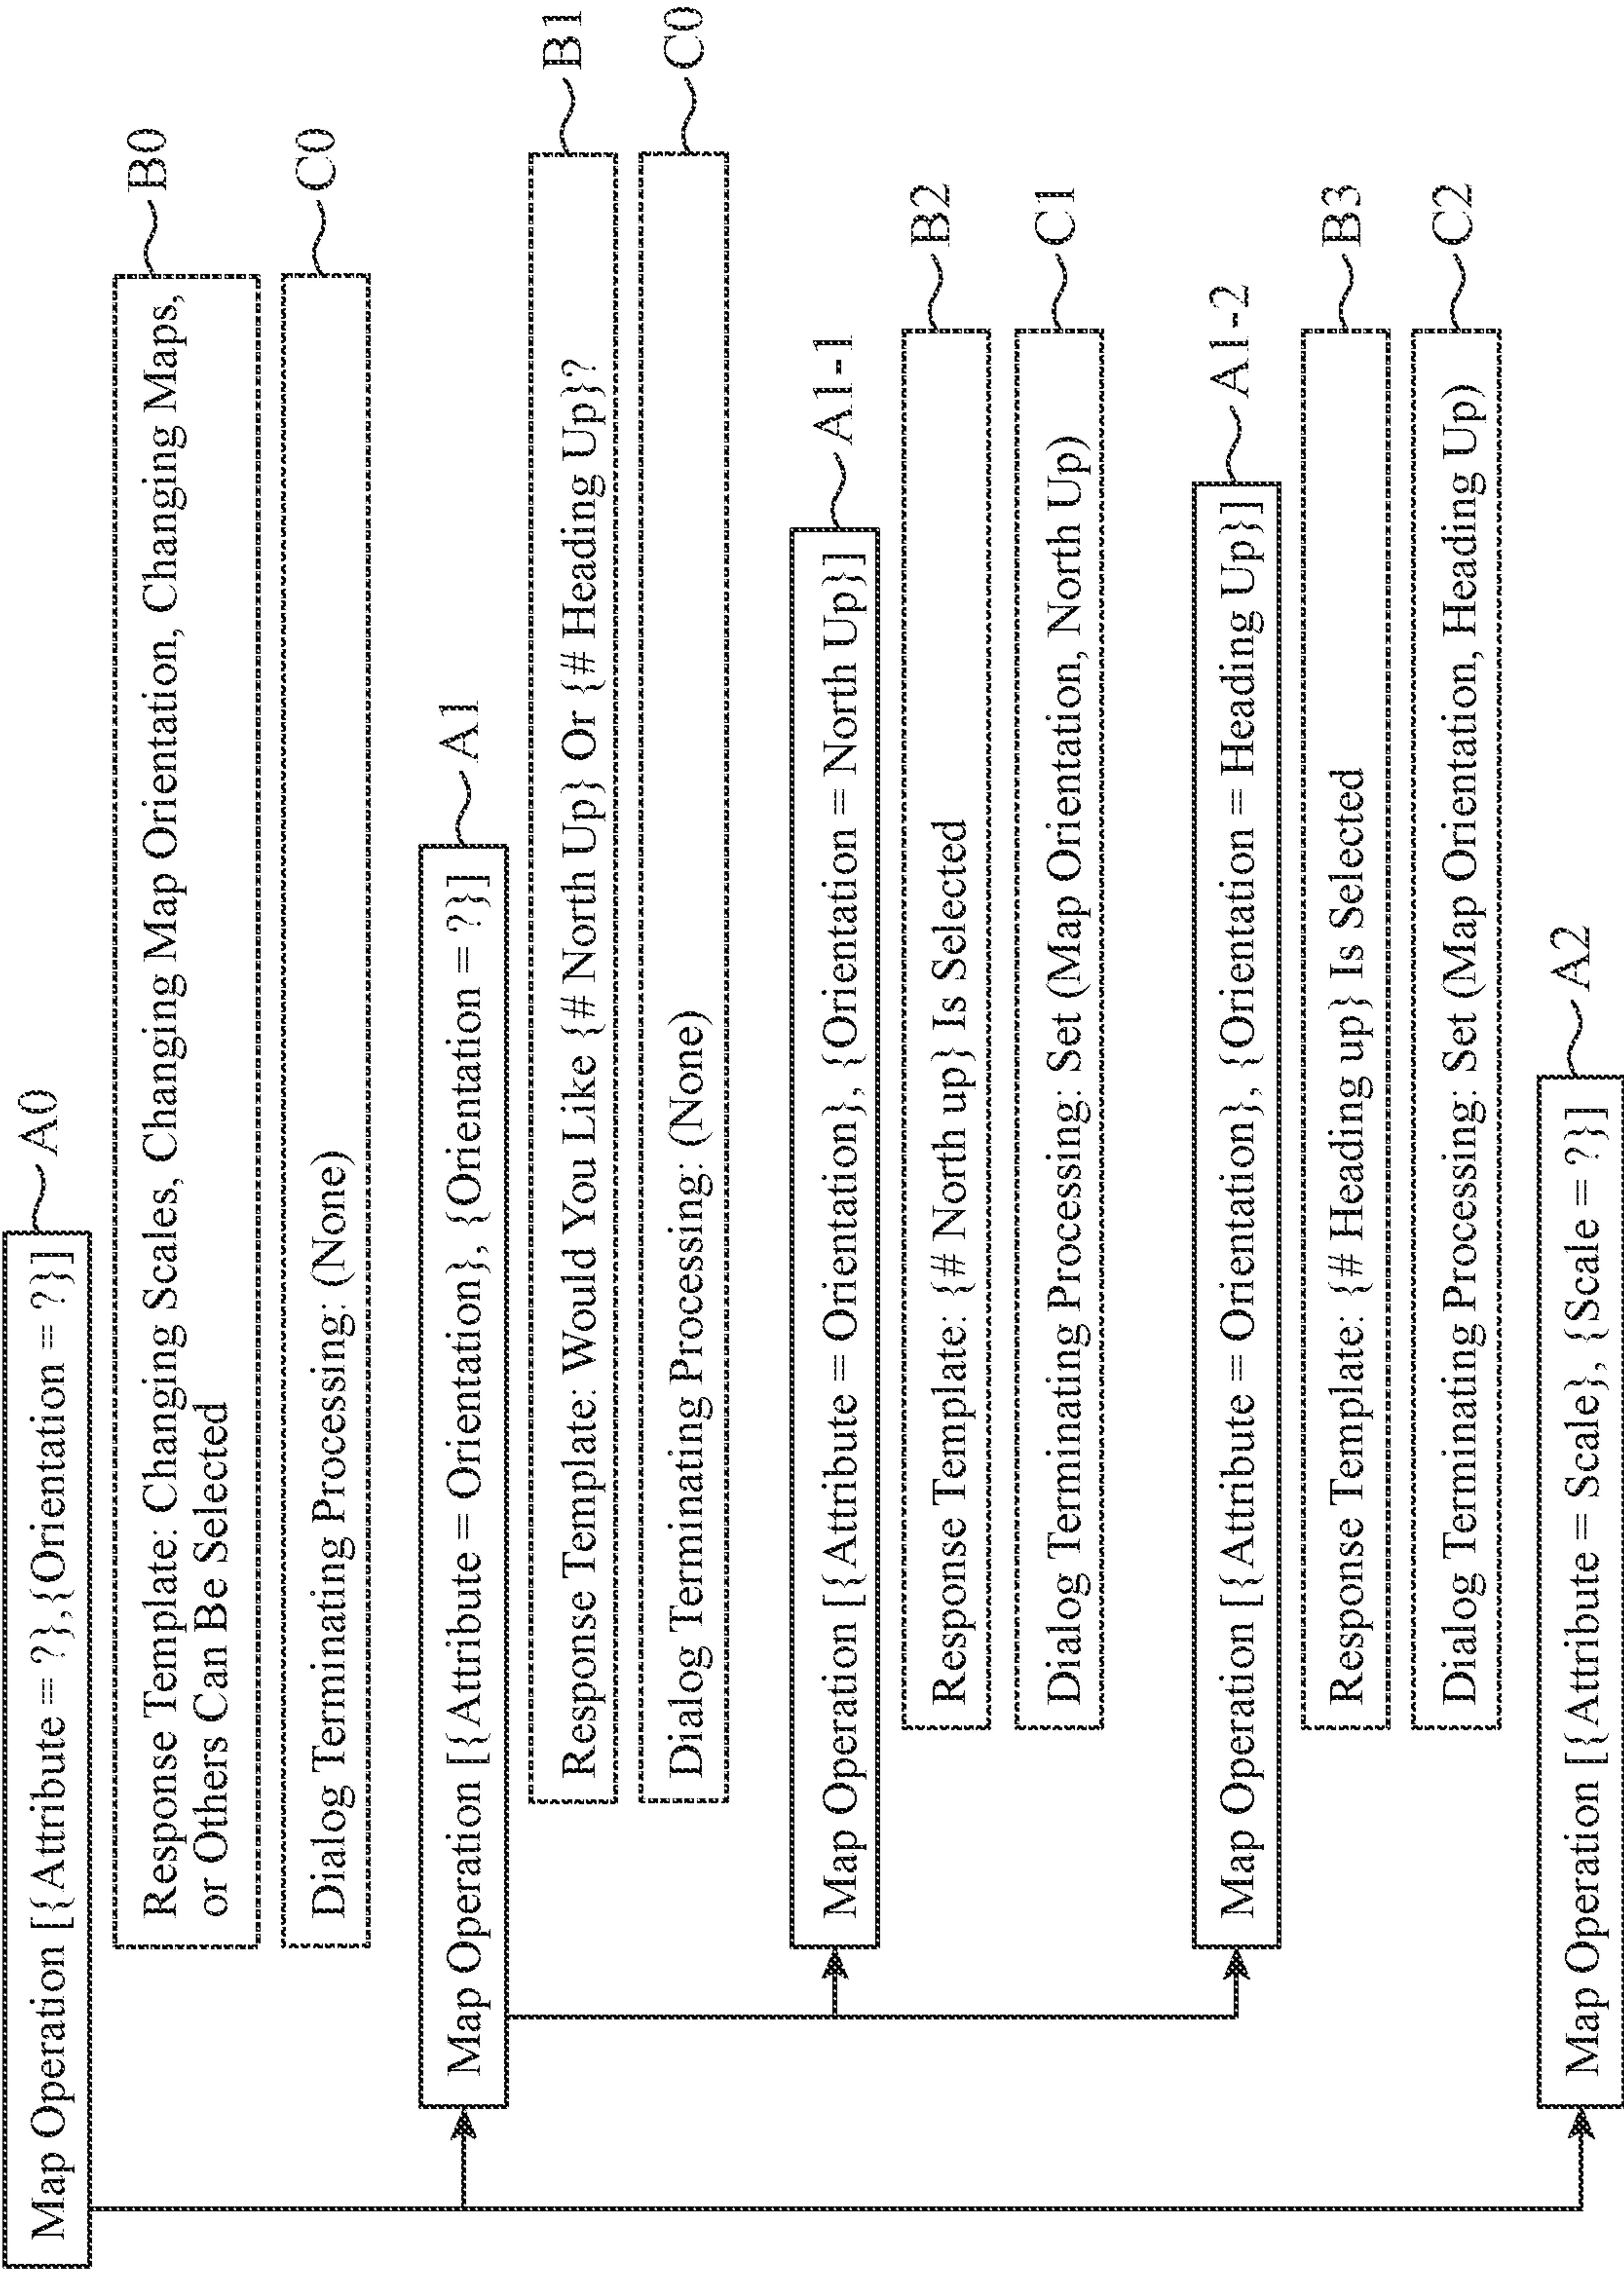 Map Operation [{Attribute = ?},{Orientation = ?}]
A0
Response Template: Changing Scales, Changing Map Orientation, Changing Maps,
or Others Can Be Selected
B0
Dialog Terminating Processing: (None)
C0
Map Operation [{Attribute = Orientation}, {Orientation = ?}]
A1
Response Template: Would You Like {# North Up} Or {# Heading Up}?
B1
Dialog Terminating Processing: (None)
C0
Map Operation [{Attribute = Orientation}, {Orientation = North Up}]
A1-1
Response Template: {# North up} Is Selected
B2
Dialog Terminating Processing: Set (Map Orientation, North Up)
C1
Map Operation [{Attribute = Orientation}, {Orientation = Heading Up}]
A1-2
Response Template: {# Heading up} Is Selected
B3
Dialog Terminating Processing: Set (Map Orientation, Heading Up)
C2
Map Operation [{Attribute = Scale}, {Scale = ?}]
A2